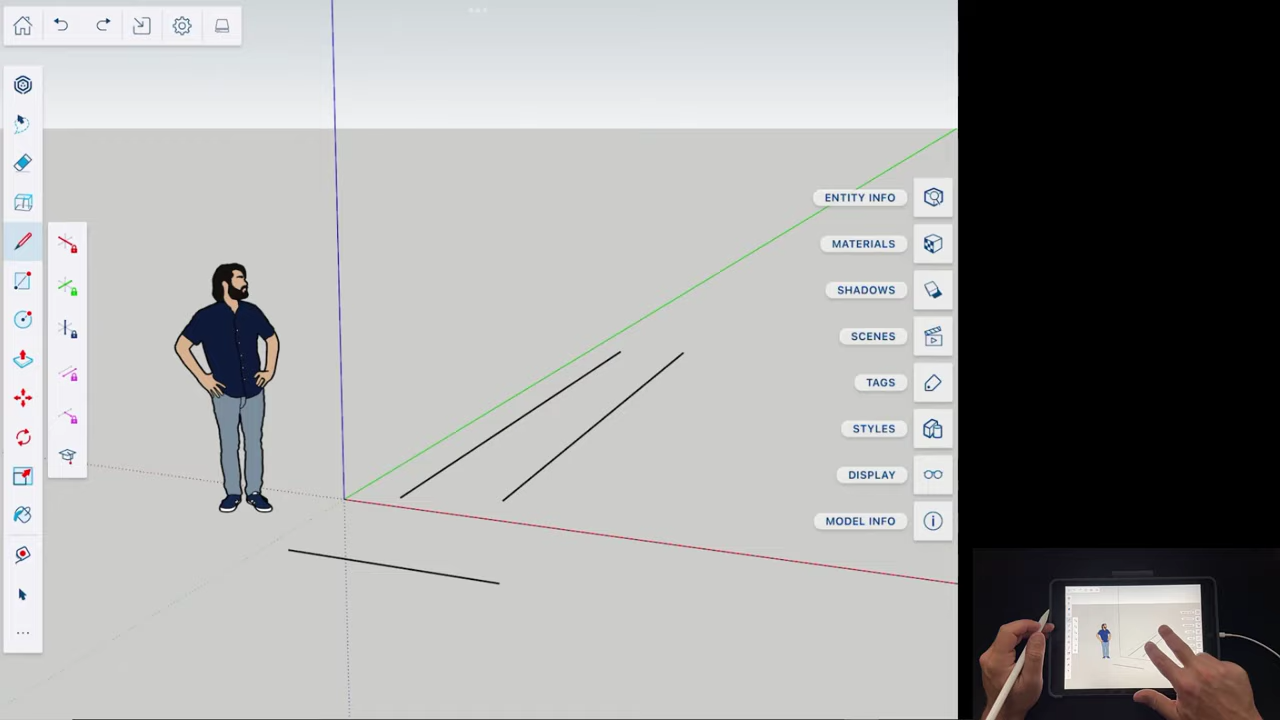 ENTITY INFO
MATERIALS
SHADOWS
SCENES
TAGS
STYLES
DISPLAY
MODEL INFO